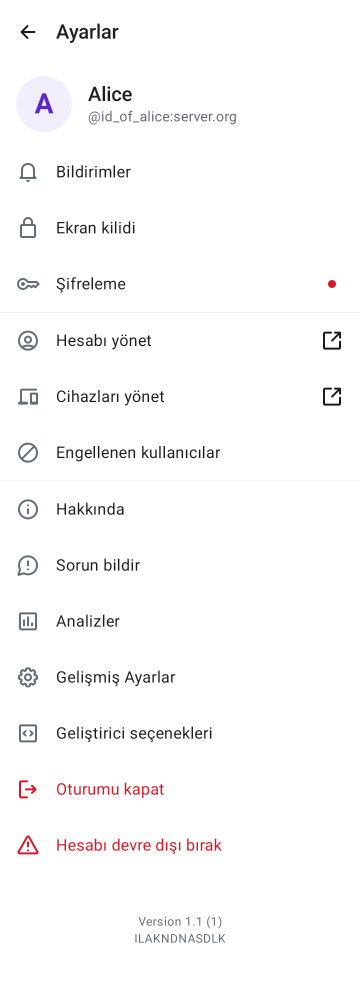 Ayarlar
A
Alice
@id_of_alice:server.org
Bildirimler
Ekran kilidi
Şifreleme
Hesabı yönet
Cihazları yönet
Engellenen kullanıcılar
Hakkında
Sorun bildir
Analizler
Gelişmiş Ayarlar
Geliştirici seçenekleri
Oturumu kapat
Hesabı devre dışı bırak
Version 1.1 (1)
ILAKNDNASDLK